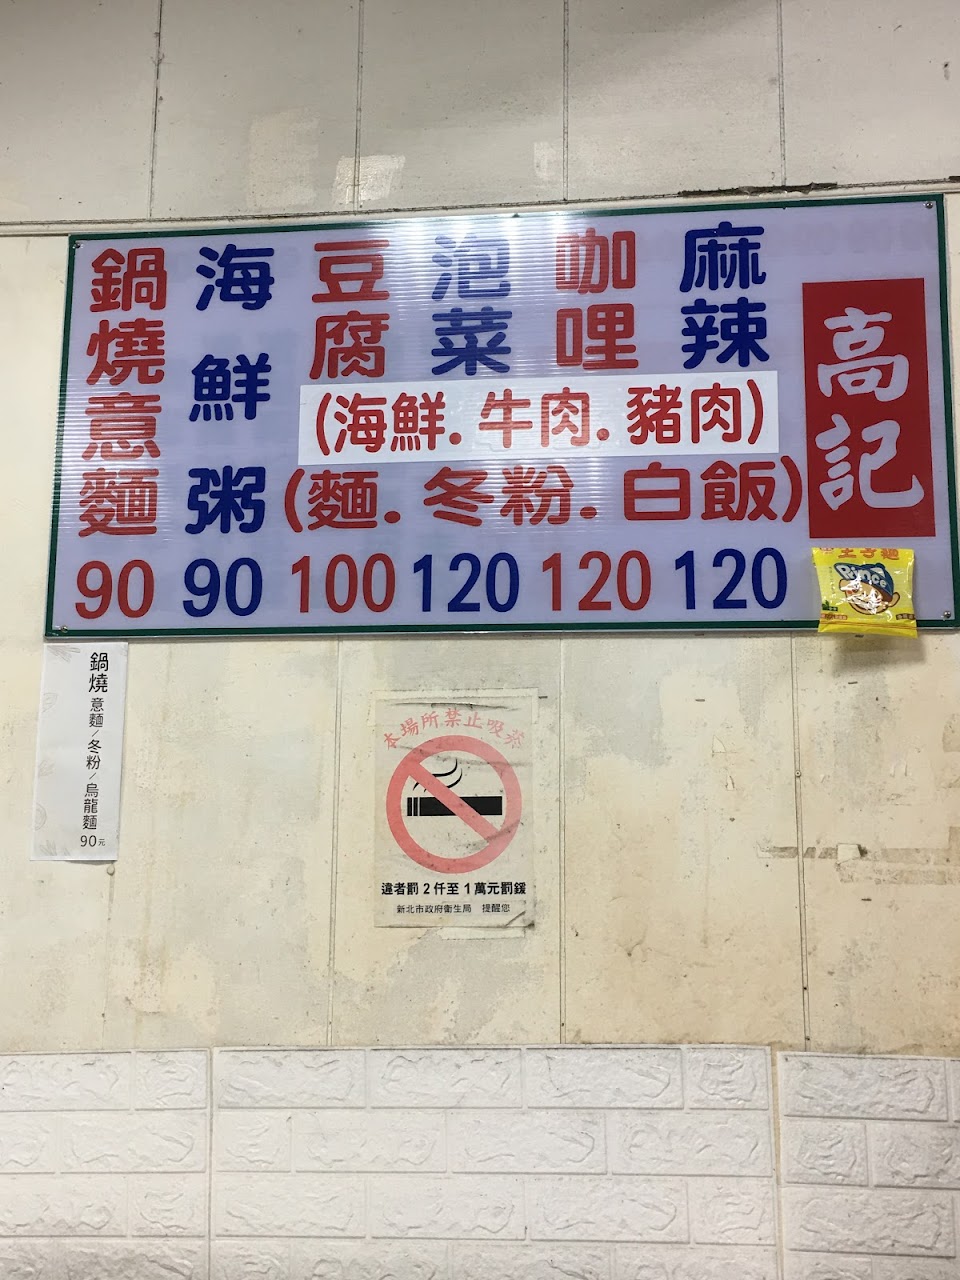 高記
麻辣
咖哩
泡菜
豆腐
(海鮮.牛肉.豬肉)
(麵.冬粉.白飯)
海鮮粥
鍋燒意麵
90 90 100 120 120 120
王子麵
Prince
鍋燒意麵/冬粉/烏龍麵
90元
本場所禁止吸菸
違者罰2仟至1萬元罰鍰
新北市政府衛生局 提醒您